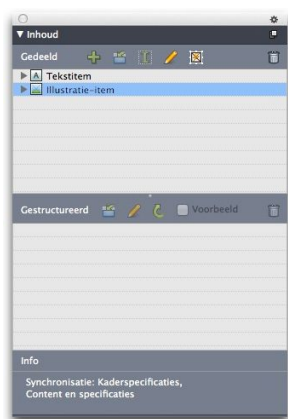 Inhoud
Gedeeld
A Tekstitem
Illustratie-item
Gestructureerd Voorbeeld
Info
Synchronisatie: Kaderspecificaties,
Content en specificaties